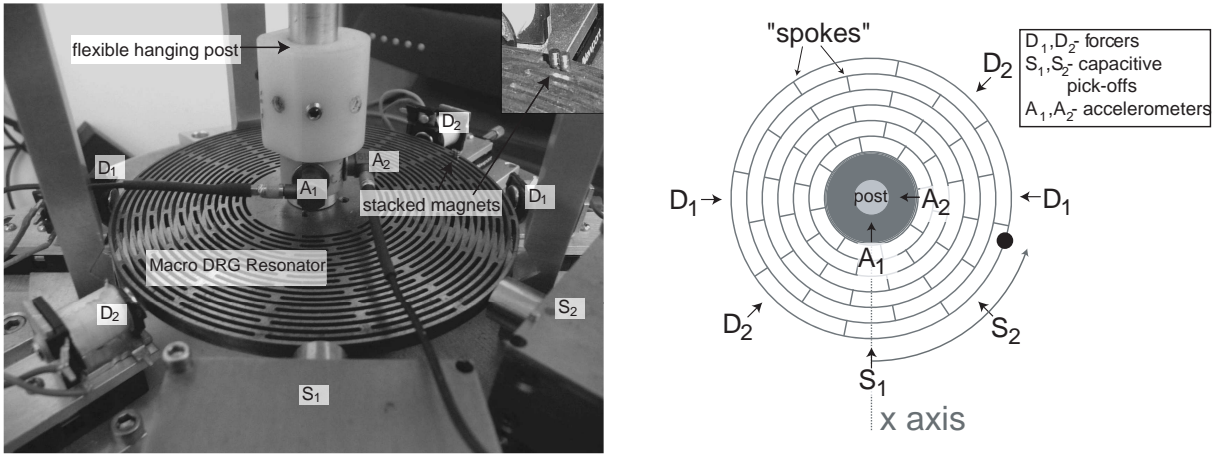 flexible hanging post
D2
D1
A2
A1
D1
stacked magnets
Macro DRG Resonator
D2
S2
S1
"spokes"
D2
D1,D2- forcers
S1,S2- capacitive
pick-offs
A1,A2- accelerometers
D1
post
A2
D1
A1
D2
S2
S1
x axis